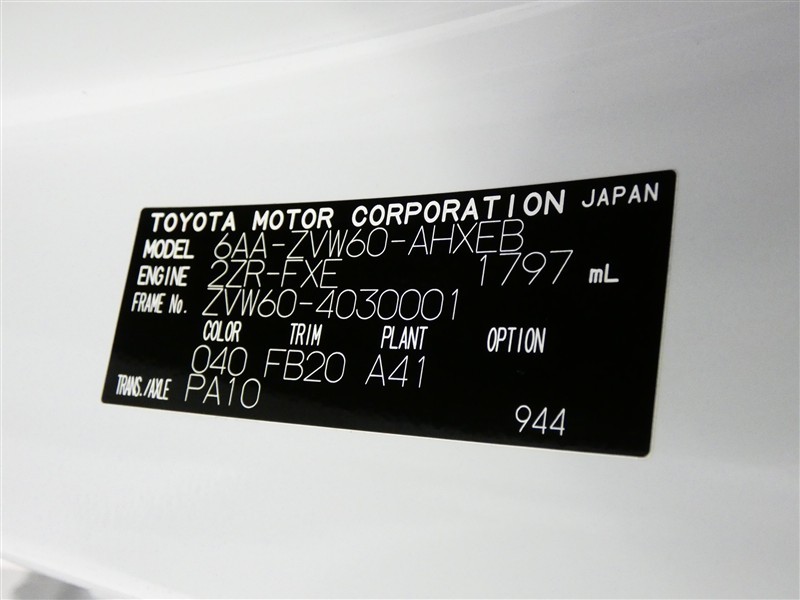 TOYOTA MOTOR CORPORATION JAPAN
MODEL 6AA-ZVW60-AHXEB
ENGINE 2ZR-FXE 1797 mL
FRAME No. ZVW60-4030001
COLOR TRIM PLANT OPTION
040 FB20 A41
TRANS./AXLE PA10
944